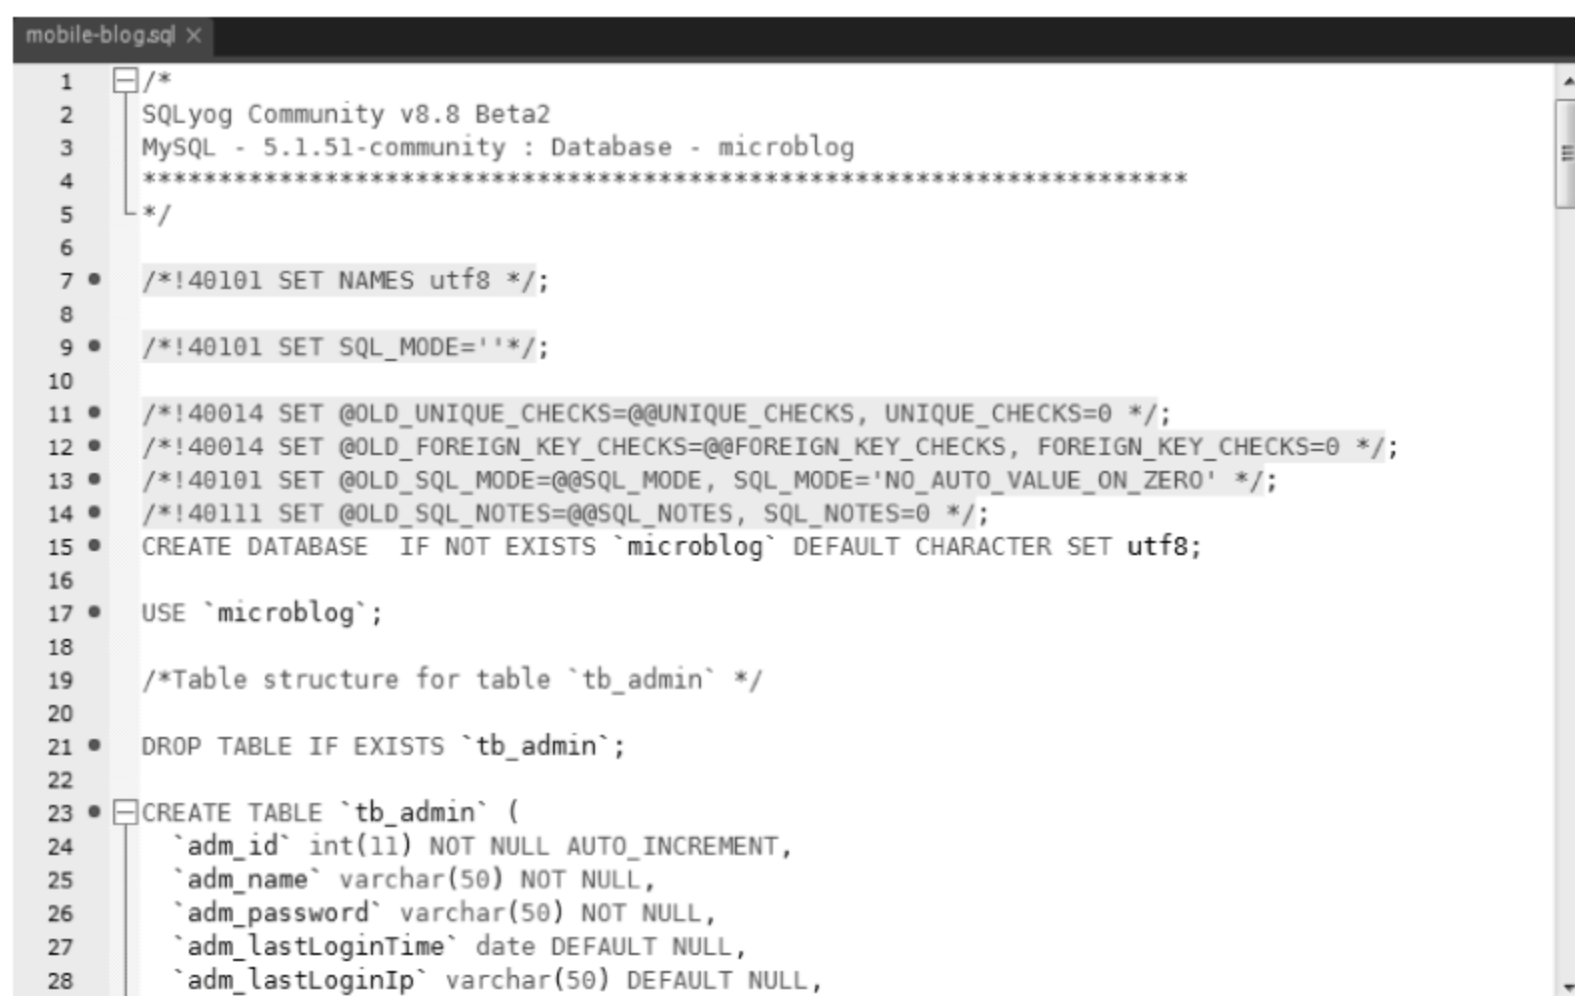 mobile-blog.sql ×
1 /*
2 SQLyog Community v8.8 Beta2
3 MySQL - 5.1.51-community : Database - microblog
4 *********************************************************************
5 */
6
7 /*!40101 SET NAMES utf8 */;
8
9 /*!40101 SET SQL_MODE=''*/;
10
11 /*!40014 SET @OLD_UNIQUE_CHECKS=@@UNIQUE_CHECKS, UNIQUE_CHECKS=0 */;
12 /*!40014 SET @OLD_FOREIGN_KEY_CHECKS=@@FOREIGN_KEY_CHECKS, FOREIGN_KEY_CHECKS=0 */;
13 /*!40101 SET @OLD_SQL_MODE=@@SQL_MODE, SQL_MODE='NO_AUTO_VALUE_ON_ZERO' */;
14 /*!40111 SET @OLD_SQL_NOTES=@@SQL_NOTES, SQL_NOTES=0 */;
15 CREATE DATABASE  IF NOT EXISTS `microblog` DEFAULT CHARACTER SET utf8;
16
17 USE `microblog`;
18
19 /*Table structure for table `tb_admin` */
20
21 DROP TABLE IF EXISTS `tb_admin`;
22
23 CREATE TABLE `tb_admin` (
24   `adm_id` int(11) NOT NULL AUTO_INCREMENT,
25   `adm_name` varchar(50) NOT NULL,
26   `adm_password` varchar(50) NOT NULL,
27   `adm_lastLoginTime` date DEFAULT NULL,
28   `adm_lastLoginIp` varchar(50) DEFAULT NULL,